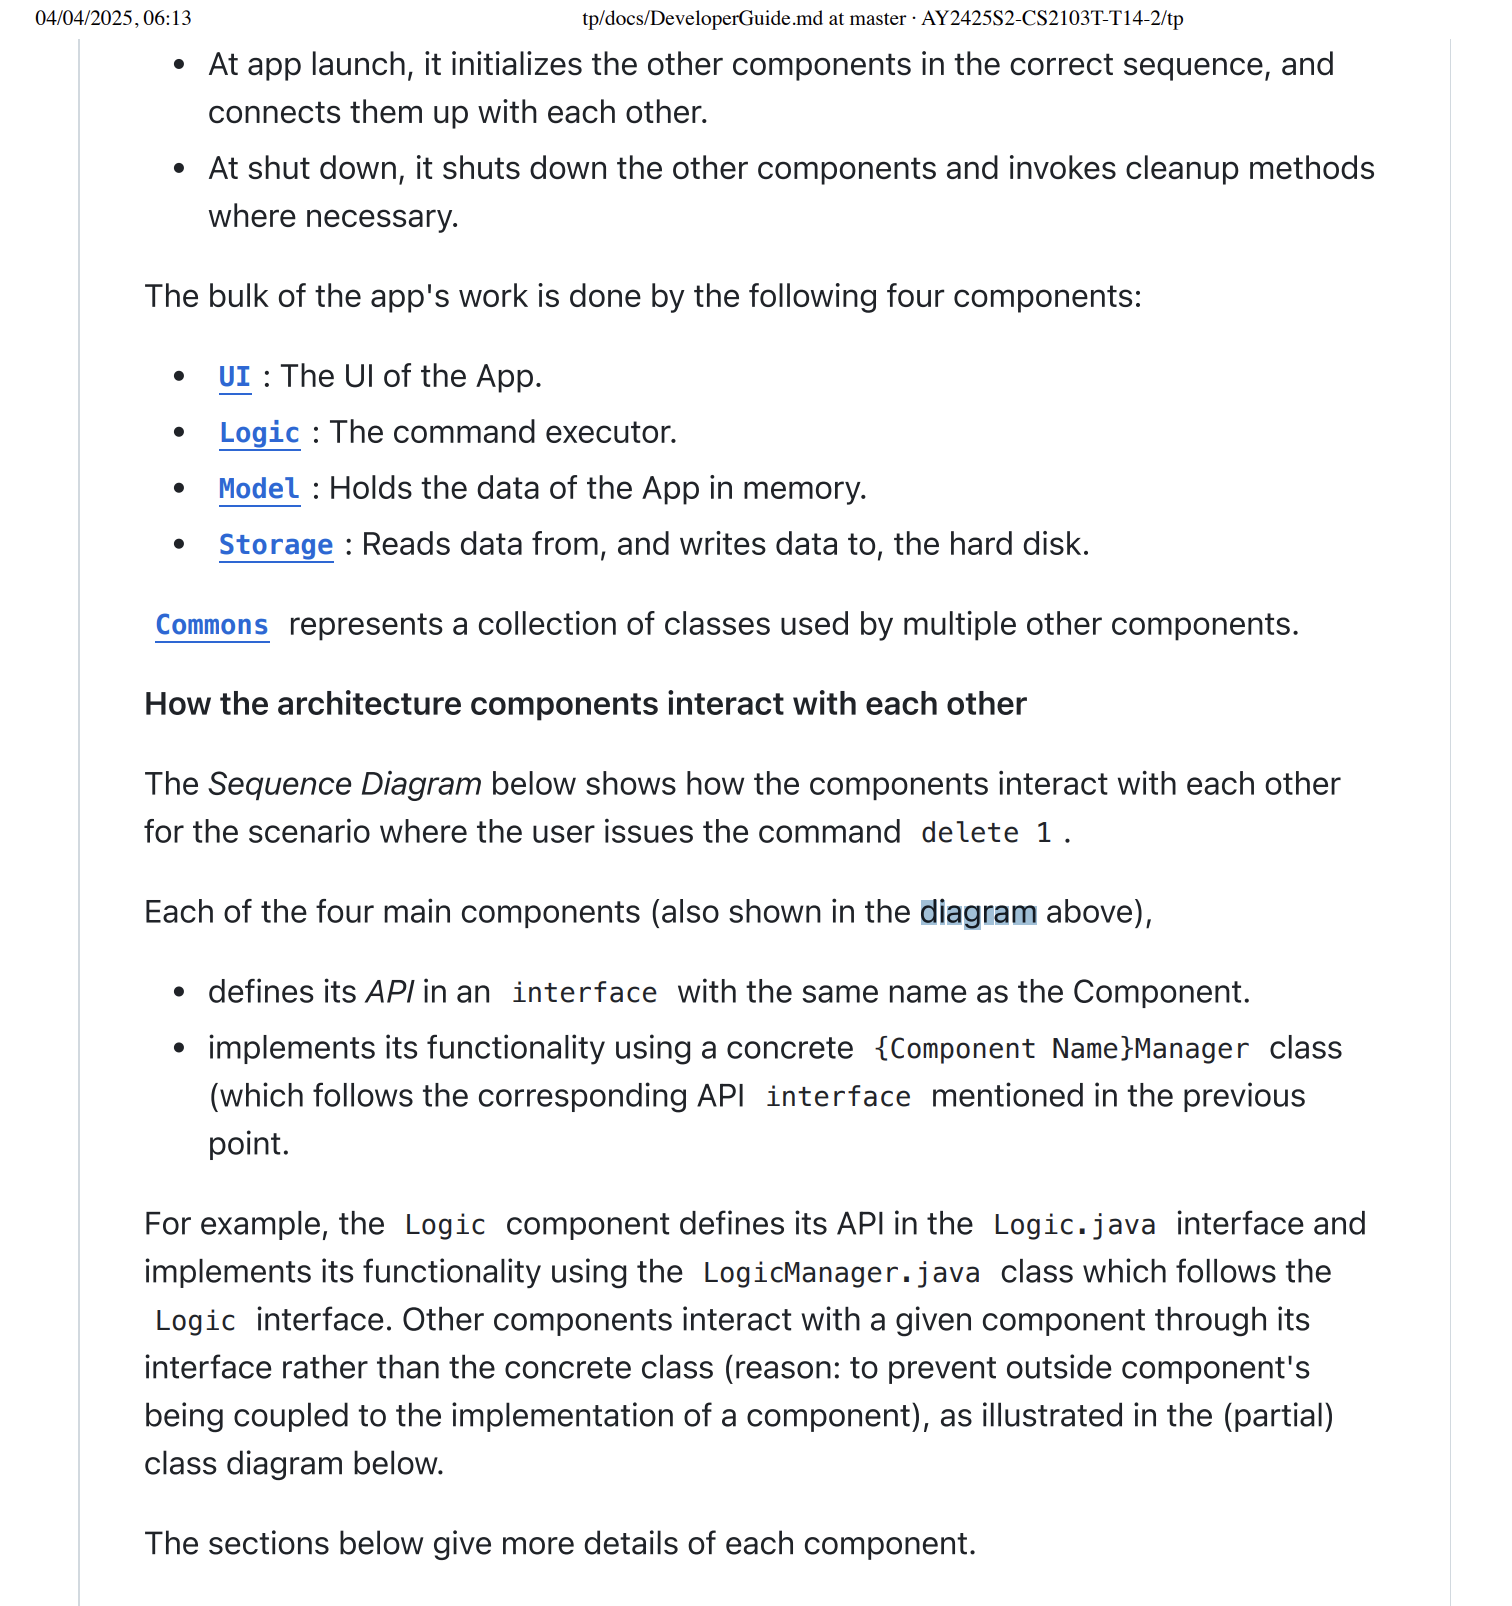 04/04/2025, 06:13
tp/docs/DeveloperGuide.md at master · AY2425S2-CS2103T-T14-2/tp
• At app launch, it initializes the other components in the correct sequence, and
connects them up with each other.
• At shut down, it shuts down the other components and invokes cleanup methods
where necessary.
The bulk of the app's work is done by the following four components:
• UI : The UI of the App.
• Logic : The command executor.
• Model : Holds the data of the App in memory.
• Storage : Reads data from, and writes data to, the hard disk.
Commons represents a collection of classes used by multiple other components.
How the architecture components interact with each other
The Sequence Diagram below shows how the components interact with each other
for the scenario where the user issues the command delete 1 .
Each of the four main components (also shown in the diagram above),
• defines its API in an interface with the same name as the Component.
• implements its functionality using a concrete {Component Name}Manager class
(which follows the corresponding API interface mentioned in the previous
point.
For example, the Logic component defines its API in the Logic.java interface and
implements its functionality using the LogicManager.java class which follows the
Logic interface. Other components interact with a given component through its
interface rather than the concrete class (reason: to prevent outside component's
being coupled to the implementation of a component), as illustrated in the (partial)
class diagram below.
The sections below give more details of each component.